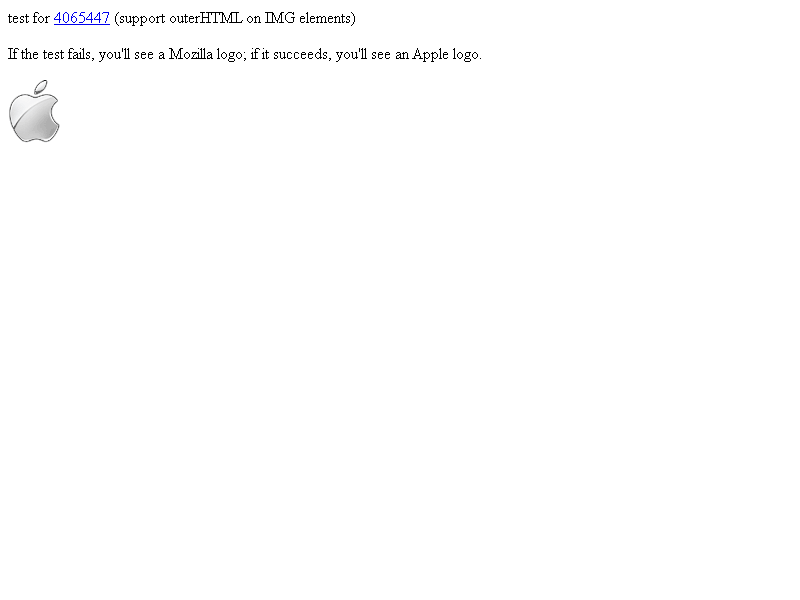 test for 4065447 (support outerHTML on IMG elements)
If the test fails, you'll see a Mozilla logo; if it succeeds, you'll see an Apple logo.